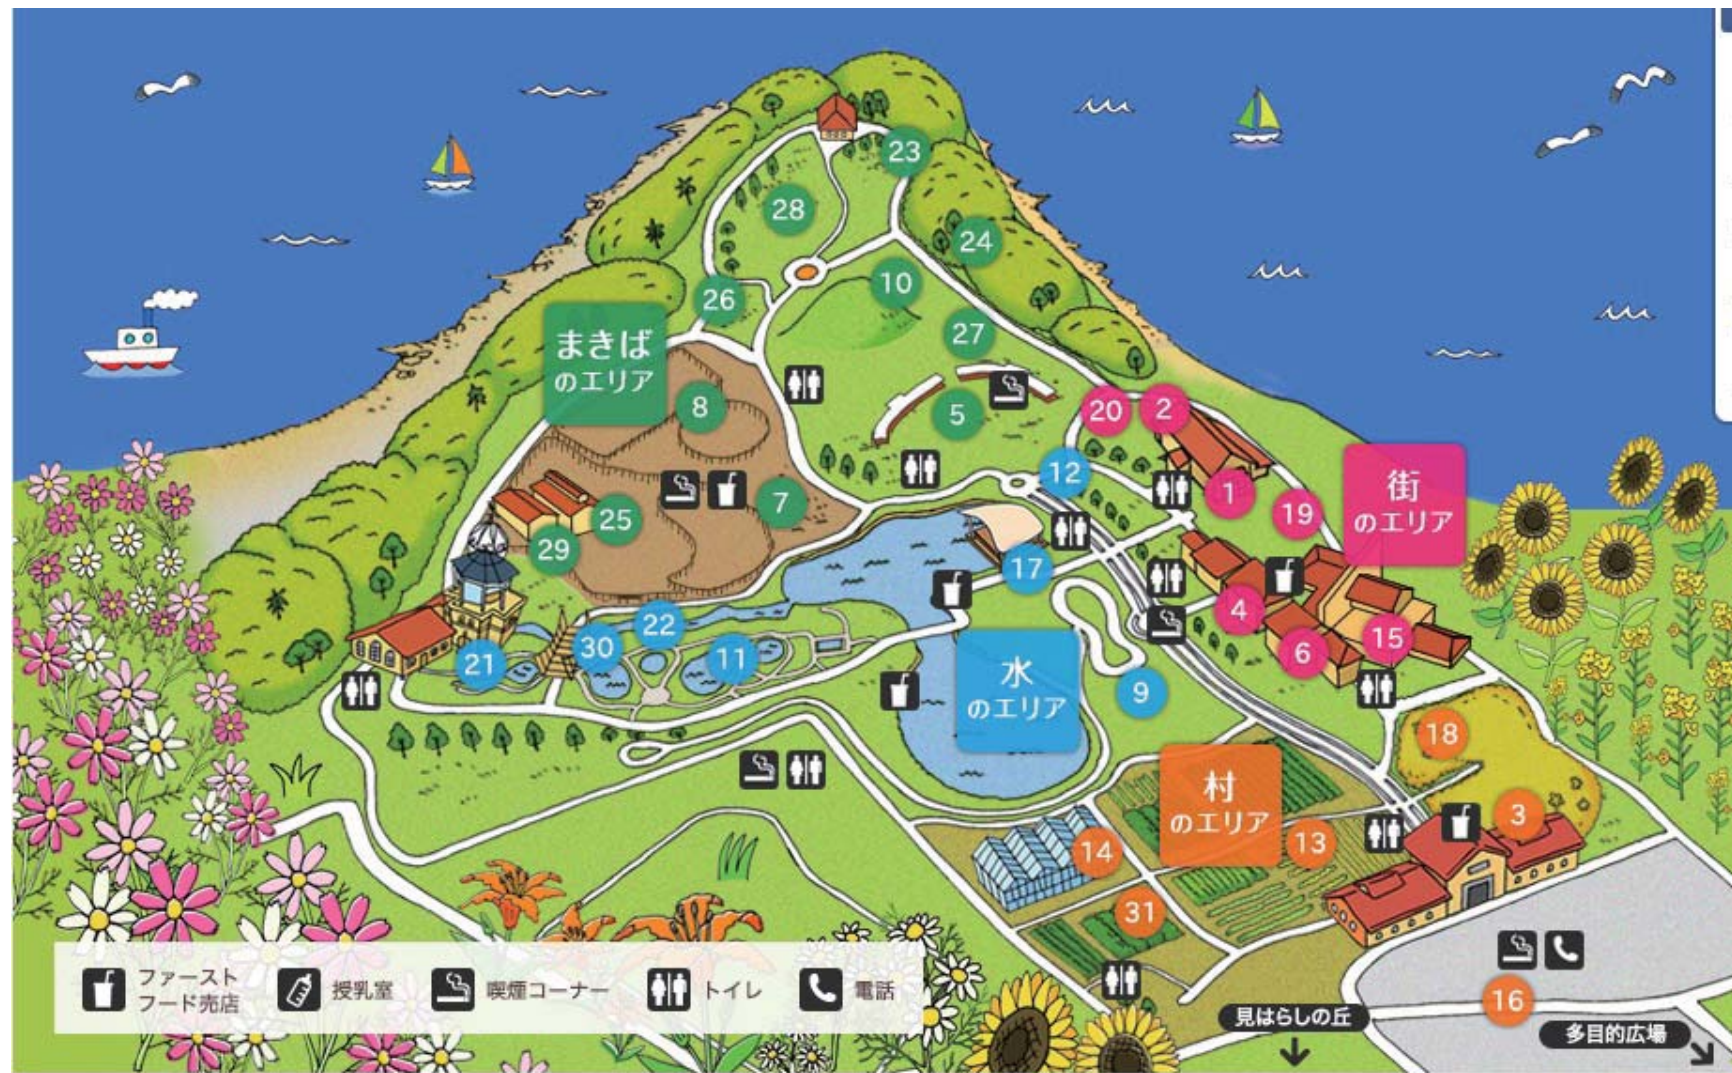 23
28
24
10
26
27
まきば
のエリア
8
5
20
2
12
街
のエリア
7
25
1
19
29
17
22
30
11
21
4
15
6
水
のエリア
9
18
村
のエリア
3
13
14
31
ファースト
フード売店
授乳室
喫煙コーナー
トイレ
電話
16
見はらしの丘
多目的広場